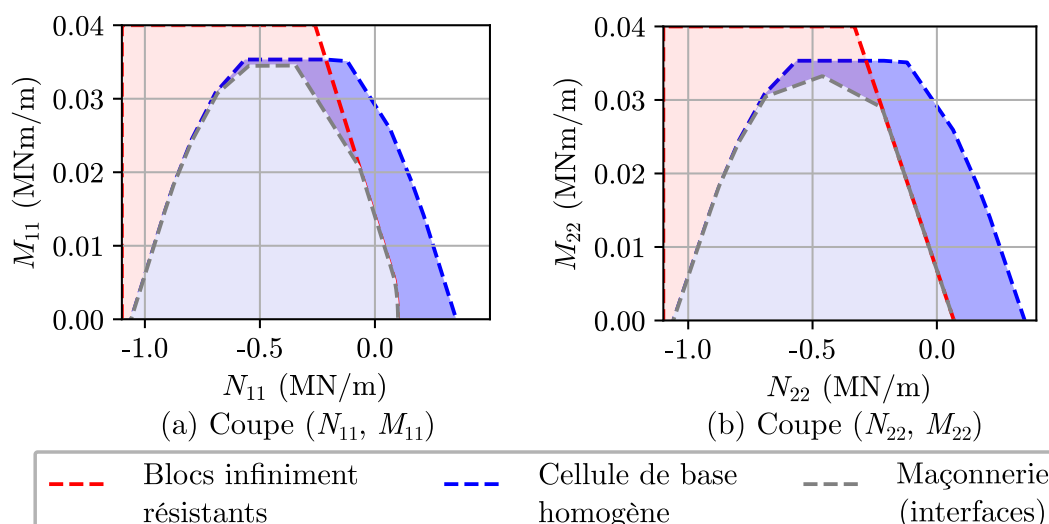 0.04
0.03
0.02
0.01
0.00
M11 (MNm/m)
-1.0 -0.5 0.0
N11 (MN/m)
(a) Coupe (N11, M11)
0.04
0.03
0.02
0.01
0.00
M22 (MNm/m)
-1.0 -0.5 0.0
N22 (MN/m)
(b) Coupe (N22, M22)
Blocs infiniment
résistants
Cellule de base
homogène
Maçonnerie
(interfaces)